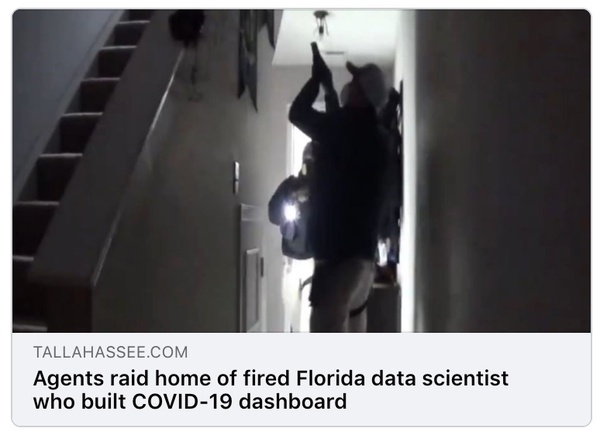 TALLAHASSEE.COM
Agents raid home of fired Florida data scientist
who built COVID-19 dashboard